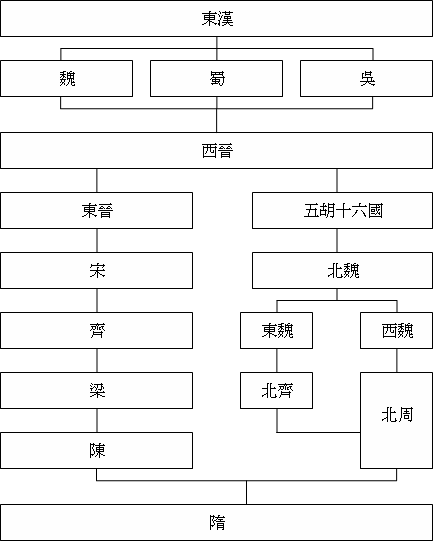 東漢
魏
蜀
吳
西晉
東晉
五胡十六國
宋
北魏
齊
東魏
西魏
梁
北齊
北周
陳
隋